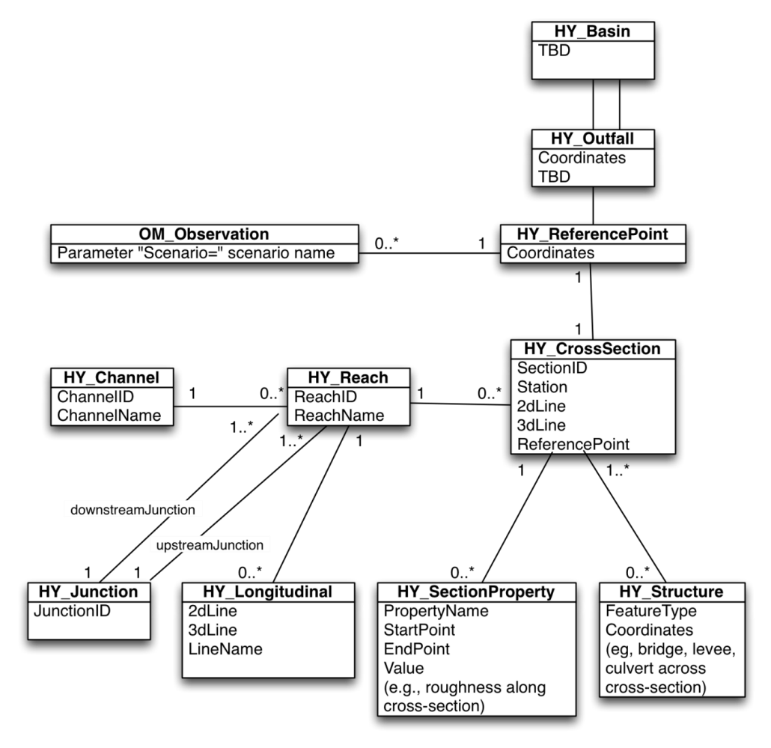 HY_Basin
TBD
HY_Outfall
Coordinates
TBD
OM_Observation
Parameter "Scenario=" scenario name
0..*
1
HY_ReferencePoint
Coordinates
1
1
HY_CrossSection
SectionID
Station
2dLine
3dLine
ReferencePoint
HY_Channel
ChannelID
ChannelName
1
0..*
HY_Reach
ReachID
ReachName
1
0..*
1..*
1..*
1
1
1..*
downstreamJunction
upstreamJunction
1
1
0..*
0..*
0..*
HY_Junction
JunctionID
HY_Longitudinal
2dLine
3dLine
LineName
HY_SectionProperty
PropertyName
StartPoint
EndPoint
Value
(e.g., roughness along
cross-section)
HY_Structure
FeatureType
Coordinates
(eg, bridge, levee,
culvert across
cross-section)